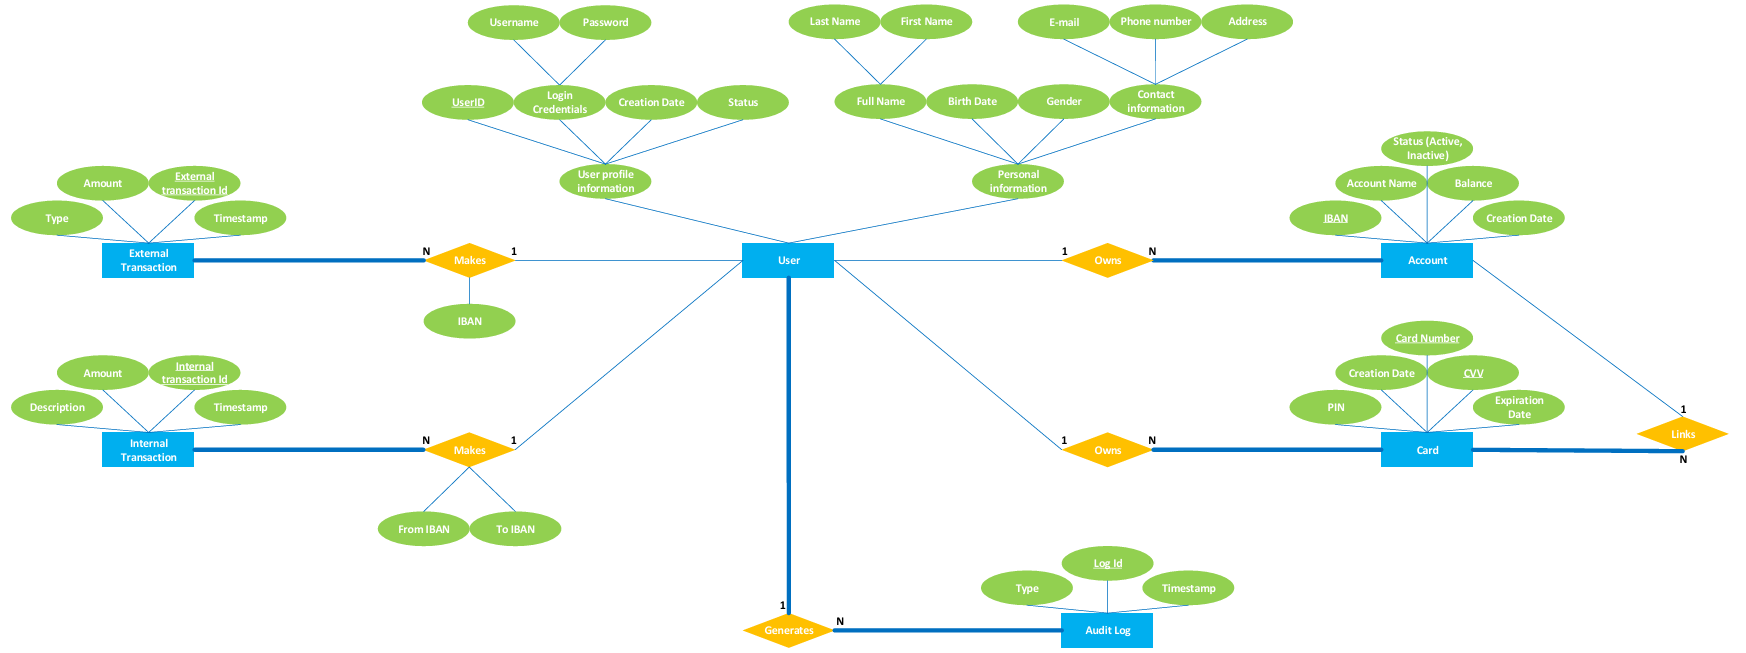 Username
Password
Last Name
First Name
E-mail
Phone number
Address
UserID
Login
Credentials
Creation Date
Status
Full Name
Birth Date
Gender
Contact
information
Status (Active,
Inactive)
User profile
information
Personal
information
Amount
External
transaction Id
Account Name
Balance
Type
Timestamp
IBAN
Creation Date
External
Transaction
N
Makes
1
User
1
Owns
N
Account
IBAN
Card Number
Amount
Internal
transaction Id
Creation Date
CVV
Description
Timestamp
PIN
Expiration
Date
1
Links
N
Internal
Transaction
N
Makes
1
1
Owns
N
Card
From IBAN
To IBAN
Log Id
Type
Timestamp
1
Generates
N
Audit Log